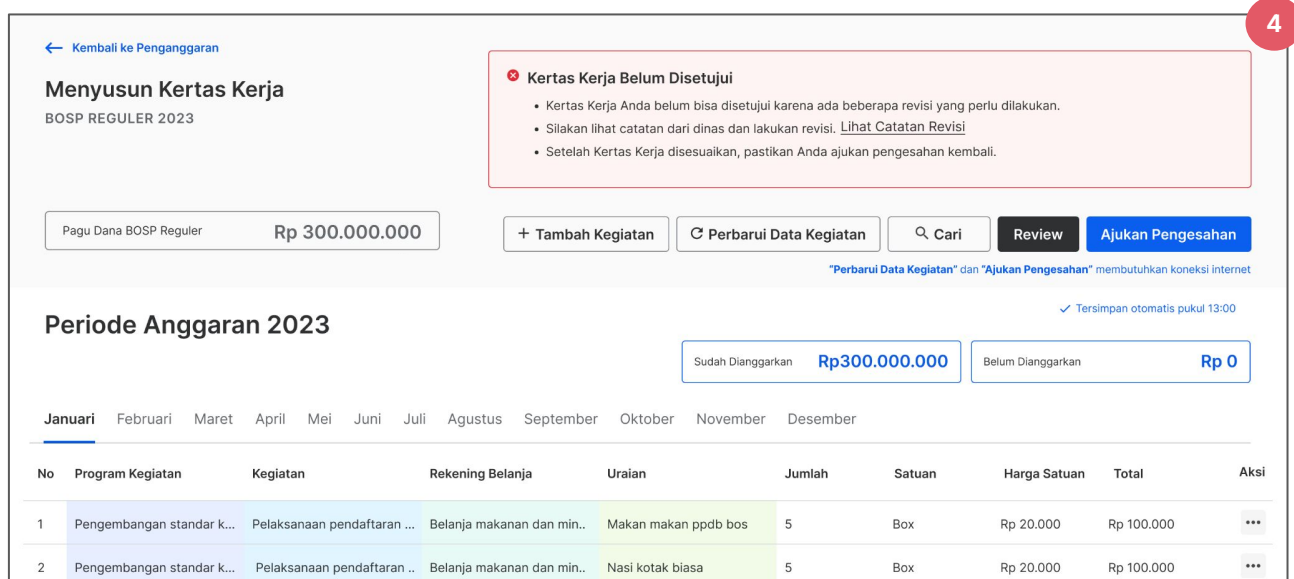 4
← Kembali ke Penganggaran
Menyusun Kertas Kerja
BOSP REGULER 2023
Kertas Kerja Belum Disetujui
• Kertas Kerja Anda belum bisa disetujui karena ada beberapa revisi yang perlu dilakukan.
• Silakan lihat catatan dari dinas dan lakukan revisi. Lihat Catatan Revisi
• Setelah Kertas Kerja disesuaikan, pastikan Anda ajukan pengesahan kembali.
Pagu Dana BOSP Reguler Rp 300.000.000
+ Tambah Kegiatan Perbarui Data Kegiatan Cari Review Ajukan Pengesahan
"Perbarui Data Kegiatan" dan "Ajukan Pengesahan" membutuhkan koneksi internet
✓ Tersimpan otomatis pukul 13:00
Periode Anggaran 2023
Sudah Dianggarkan Rp300.000.000 Belum Dianggarkan Rp 0
Januari Februari Maret April Mei Juni Juli Agustus September Oktober November Desember
No Program Kegiatan Kegiatan Rekening Belanja Uraian Jumlah Satuan Harga Satuan Total Aksi
1 Pengembangan standar k... Pelaksanaan pendaftaran ... Belanja makanan dan min.. Makan makan ppdb bos 5 Box Rp 20.000 Rp 100.000 •••
2 Pengembangan standar k... Pelaksanaan pendaftaran .. Belanja makanan dan min.. Nasi kotak biasa 5 Box Rp 20.000 Rp 100.000 •••